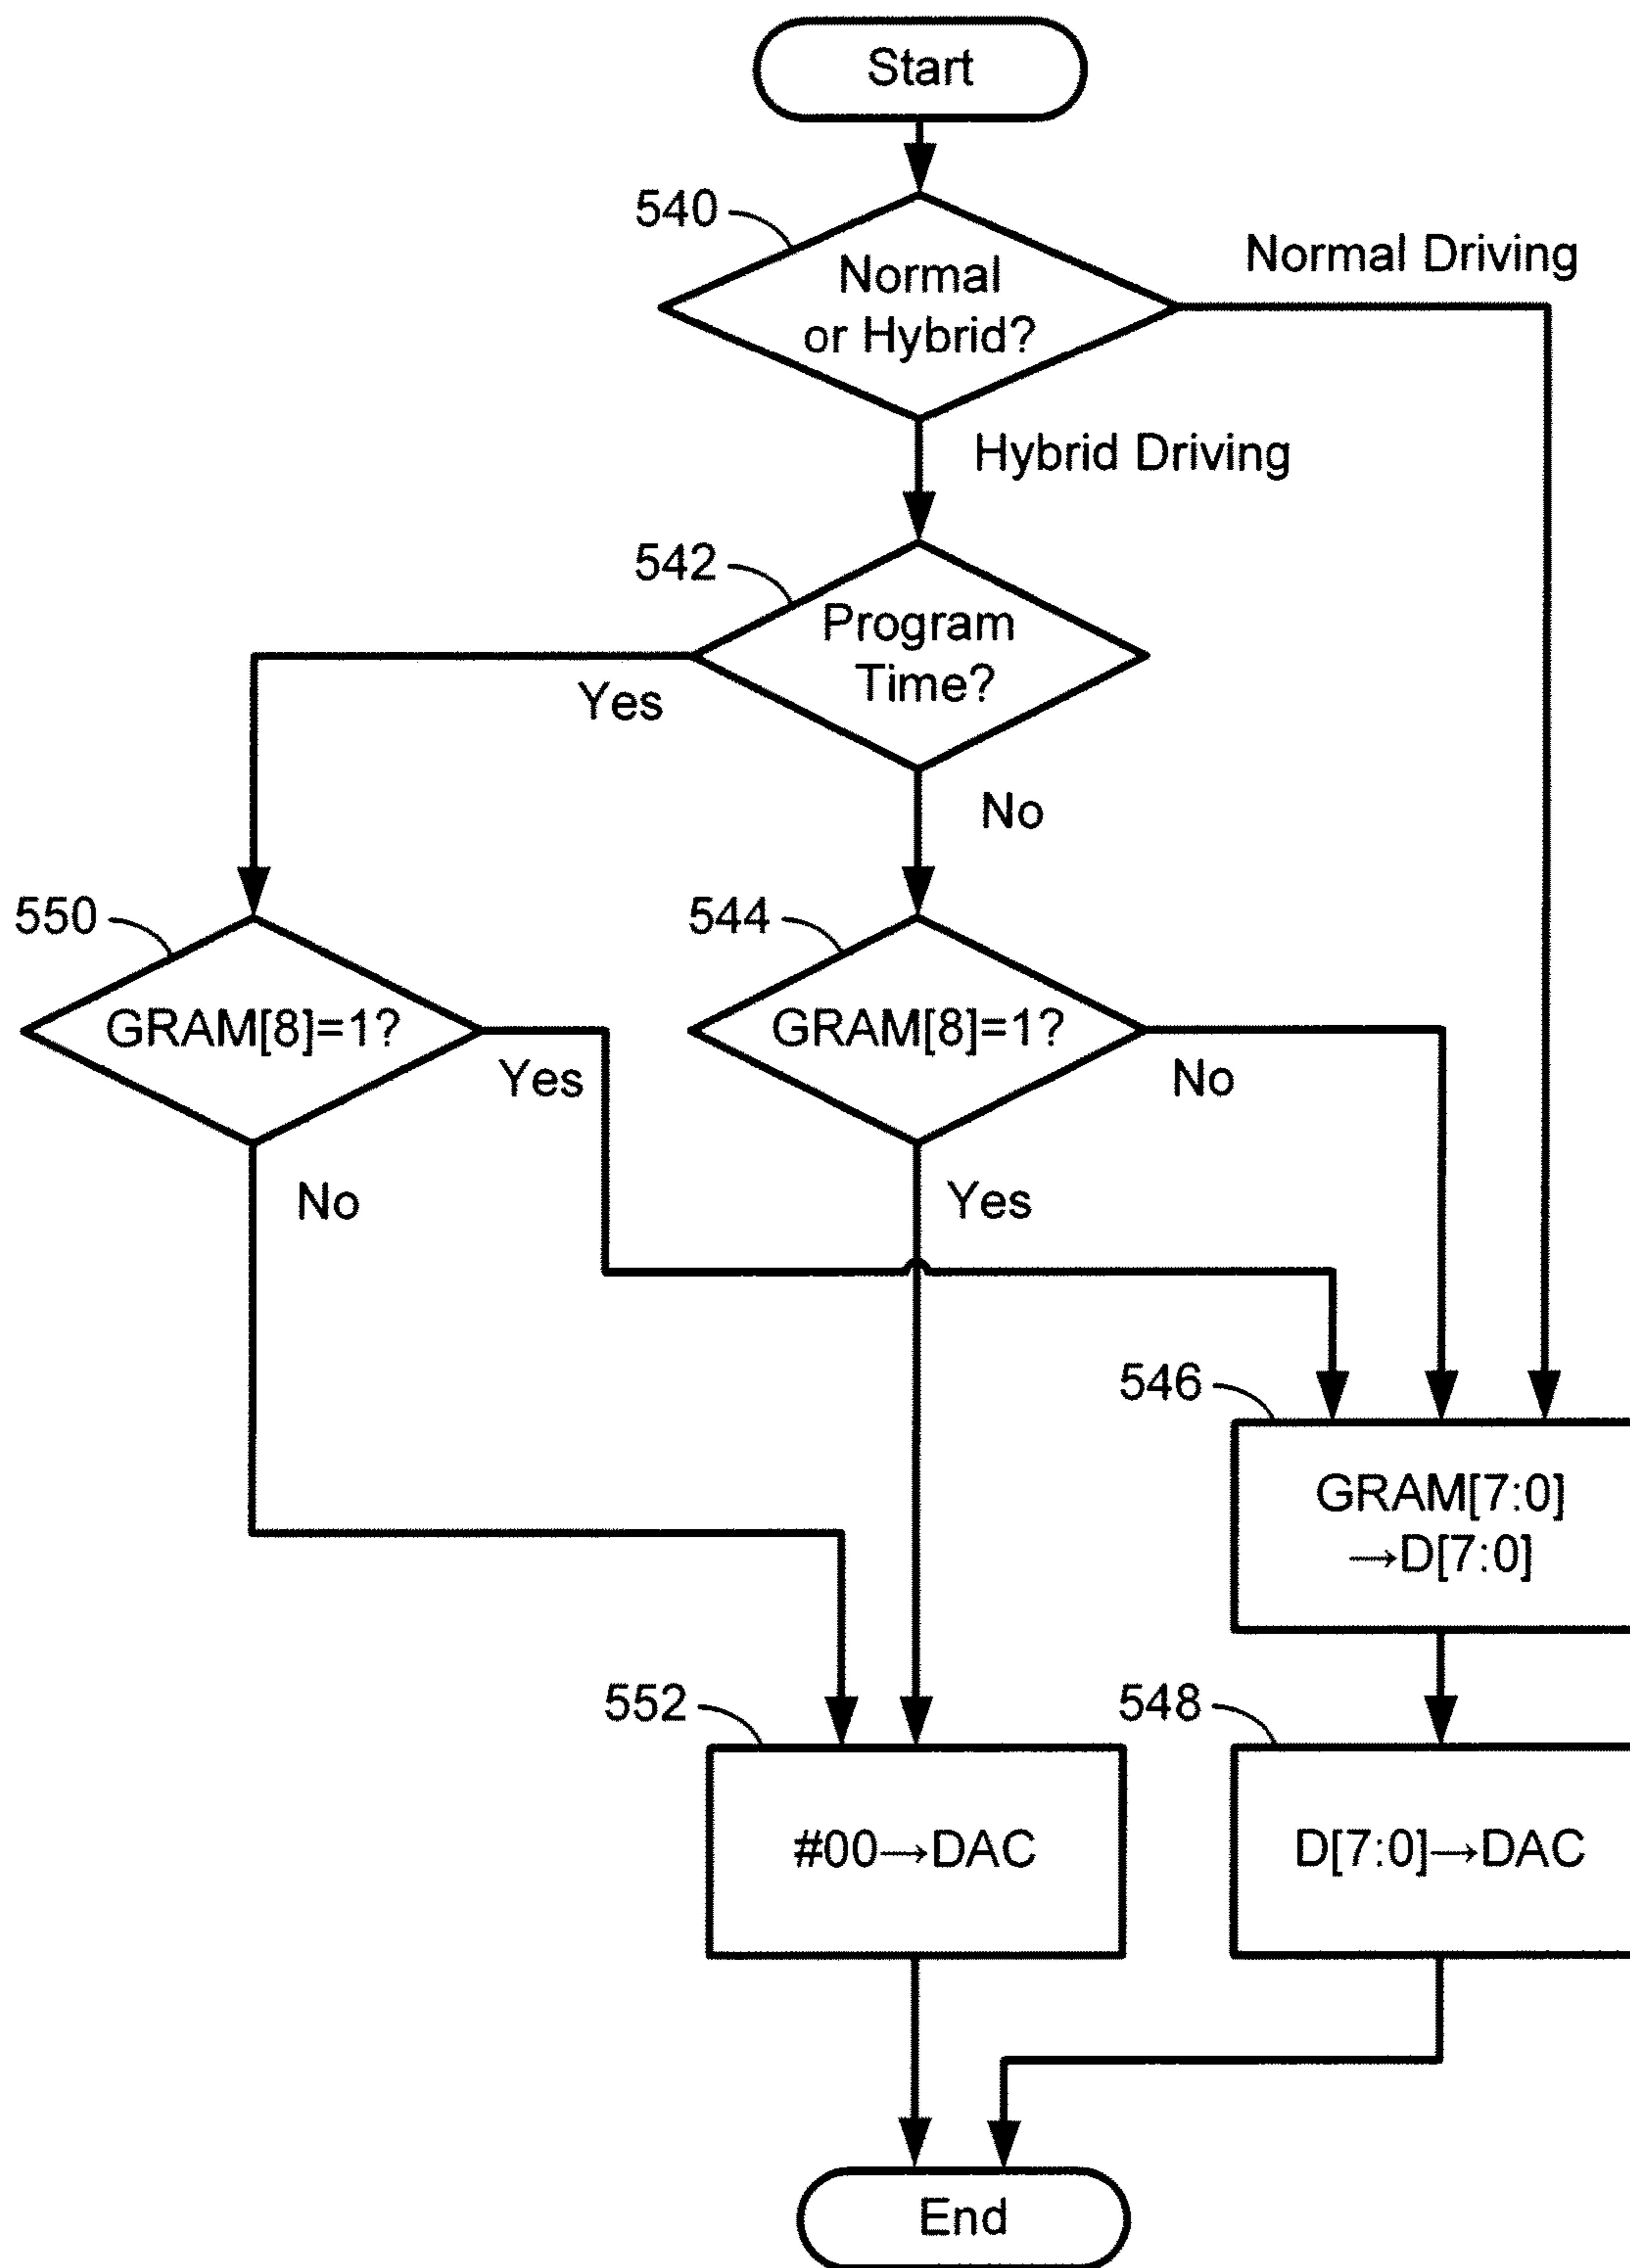 Start
540
Normal
or Hybrid?
Normal Driving
Hybrid Driving
542
Program
Time?
Yes
No
550
GRAM[8]=1?
Yes
No
544
GRAM[8]=1?
No
Yes
546
GRAM[7:0]
→D[7:0]
552
#00→DAC
548
D[7:0]→DAC
End